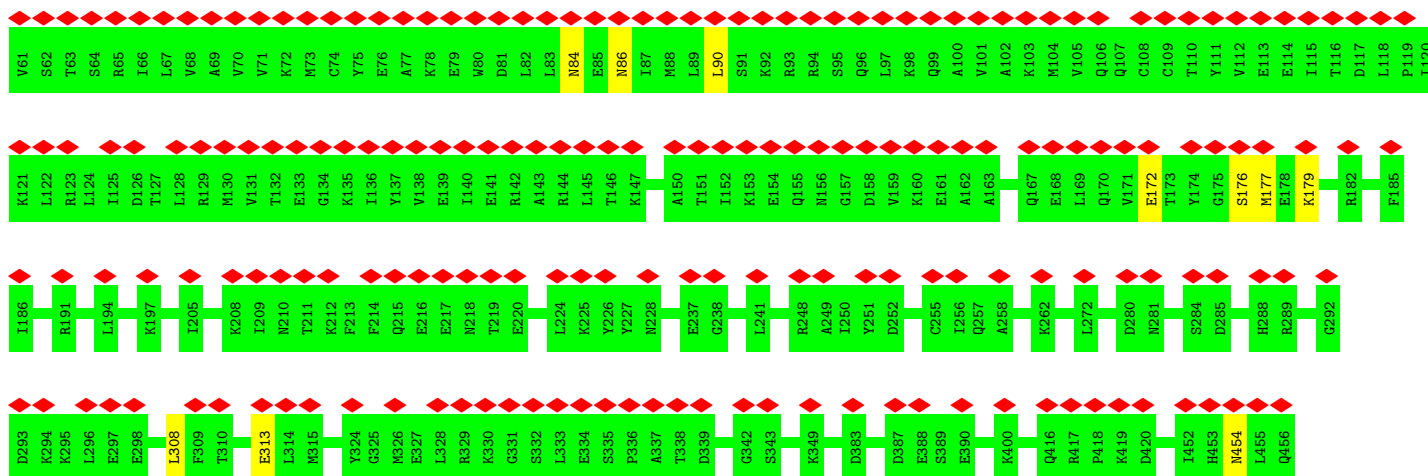 V61 S62 T63 S64 R65 I66 L67 V68 A69 V70 V71 K72 M73 C74 Y75 E76 A77 K78 E79 W80 D81 L82 L83 N84 E85 N86 I87 M88 L89 L90 S91 K92 R93 R94 S95 Q96 L97 K98 Q99 A100 V101 A102 K103 M104 V105 Q106 Q107 C108 C109 T110 Y111 V112 E113 E114 I115 T116 D117 L118 P119 I120
K121 L122 R123 L124 I125 D126 T127 L128 R129 M130 V131 T132 E133 G134 K135 I136 Y137 V138 E139 I140 E141 R142 A143 R144 L145 T146 K147 A150 T151 I152 K153 E154 Q155 N156 G157 D158 V159 K160 E161 A162 A163 Q167 E168 L169 Q170 V171 E172 T173 Y174 G175 S176 M177 E178 K179 R182 F185
I186 R191 L194 K197 I205 K208 I209 N210 T211 K212 F213 F214 Q215 E216 E217 N218 T219 E220 L224 K225 Y226 Y227 N228 E237 G238 L241 R248 A249 I250 Y251 D252 C255 I256 Q257 A258 K262 L272 D280 N281 S284 D285 H288 R289 G292
D293 K294 K295 L296 E297 E298 L308 F309 T310 E313 L314 M315 Y324 G325 M326 E327 L328 R329 K330 G331 S332 L333 E334 S335 P336 A337 T338 D339 G342 S343 K349 D383 D387 E388 S389 E390 K400 Q416 R417 P418 K419 D420 I452 H453 N454 L455 Q456